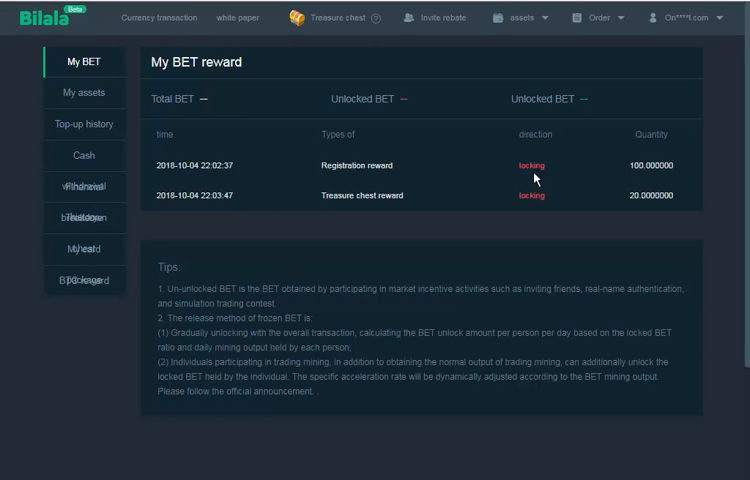 Bilala Beta
Currency transaction white paper Treasure chest ? Invite rebate assets Order On****l.com
My BET
My assets
Top-up history
Cash
My card
My BET reward
Total BET – Unlocked BET – Unlocked BET –
time Types of direction Quantity
2018-10-04 22:02:37 Registration reward locking 100.000000
2018-10-04 22:03:47 Treasure chest reward locking 20.0000000
Tips:
1. Un-unlocked BET is the BET obtained by participating in market incentive activities such as inviting friends, real-name authentication,
and simulation trading contest.
2. The release method of frozen BET is:
(1) Gradually unlocking with the overall transaction, calculating the BET unlock amount per person per day based on the locked BET
ratio and daily mining output held by each person;
(2) Individuals participating in trading mining, in addition to obtaining the normal output of trading mining, can additionally unlock the
locked BET held by the individual. The specific acceleration rate will be dynamically adjusted according to the BET mining output.
Please follow the official announcement. .